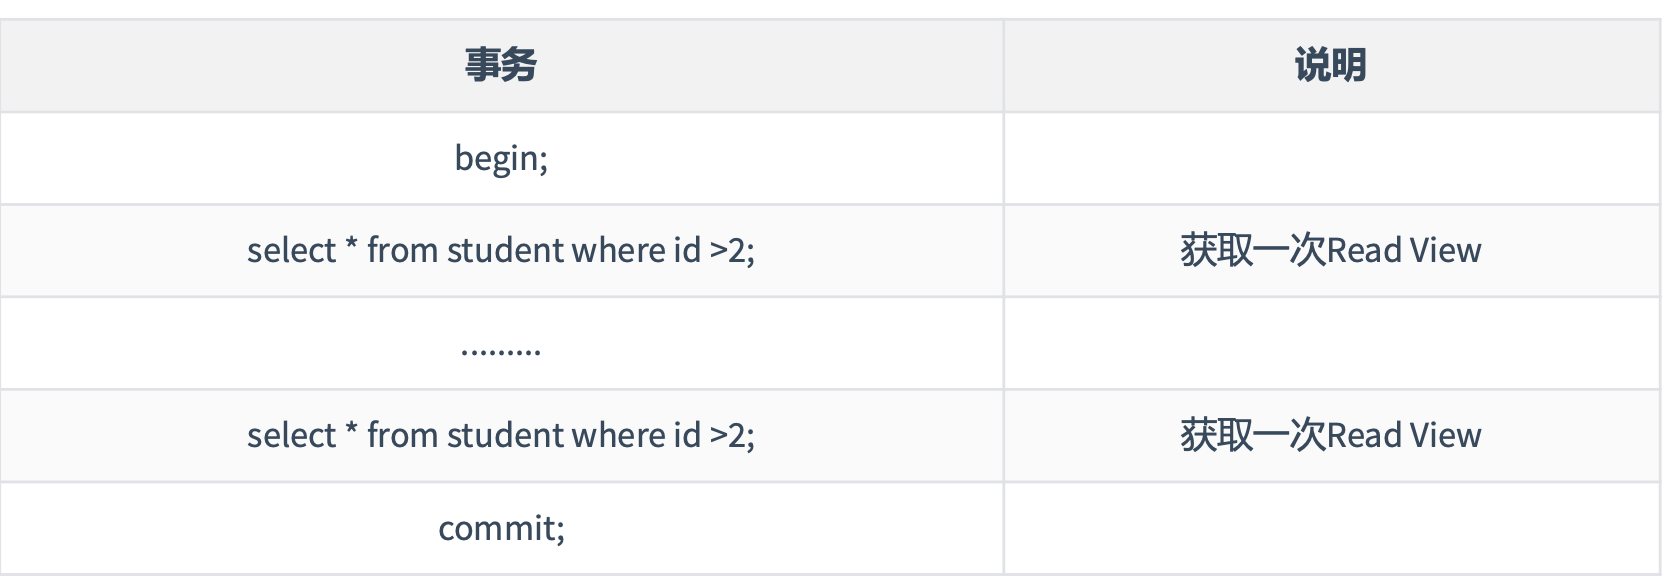 事务 说明
begin;
select * from student where id >2; 获取一次Read View
.........
select * from student where id >2; 获取一次Read View
commit;